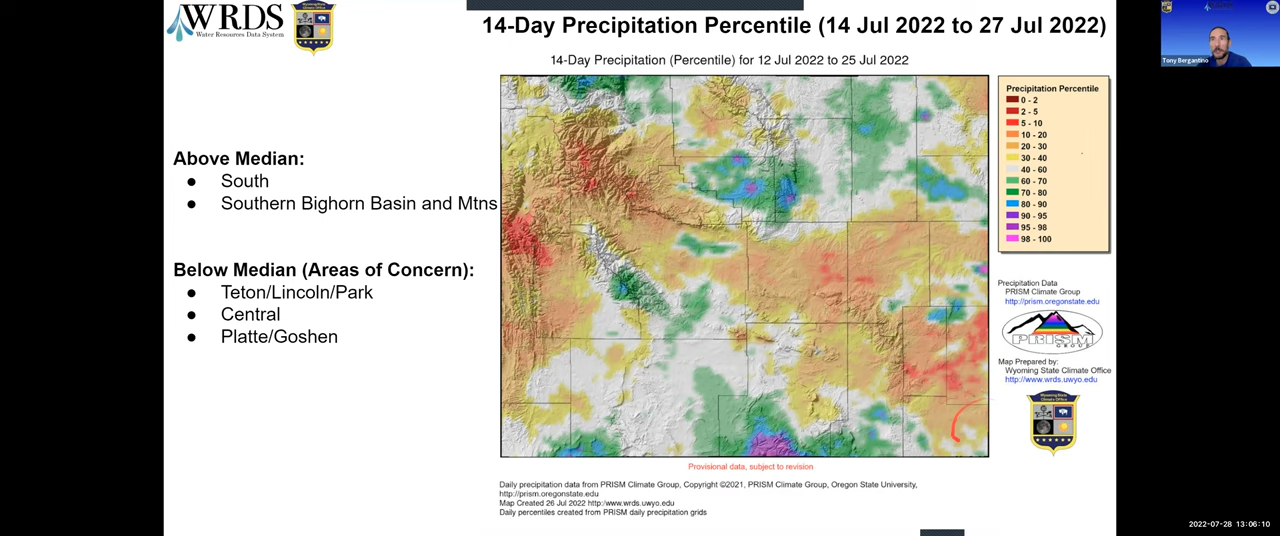 WRDS
Water Resources Data System
14-Day Precipitation Percentile (14 Jul 2022 to 27 Jul 2022)
14-Day Precipitation (Percentile) for 12 Jul 2022 to 25 Jul 2022
Tony Bergantino
Above Median:
● South
● Southern Bighorn Basin and Mtns
Below Median (Areas of Concern):
● Teton/Lincoln/Park
● Central
● Platte/Goshen
Precipitation Percentile
0 - 2
2 - 5
5 - 10
10 - 20
20 - 30
30 - 40
40 - 60
60 - 70
70 - 80
80 - 90
90 - 95
95 - 98
98 - 100
Precipitation Data
PRISM Climate Group
http://prism.oregonstate.edu
PRISM
GROUP
Map Prepared by:
Wyoming State Climate Office
http://www.wrds.uwyo.edu
Wyoming State
Climate Office
Provisional data, subject to revision
Daily precipitation data from PRISM Climate Group, Copyright ©2021, PRISM Climate Group, Oregon State University,
http://prism.oregonstate.edu
Map Created 26 Jul 2022 http:/www.wrds.uwyo.edu
Daily percentiles created from PRISM daily precipitation grids
2022-07-28 13:06:10